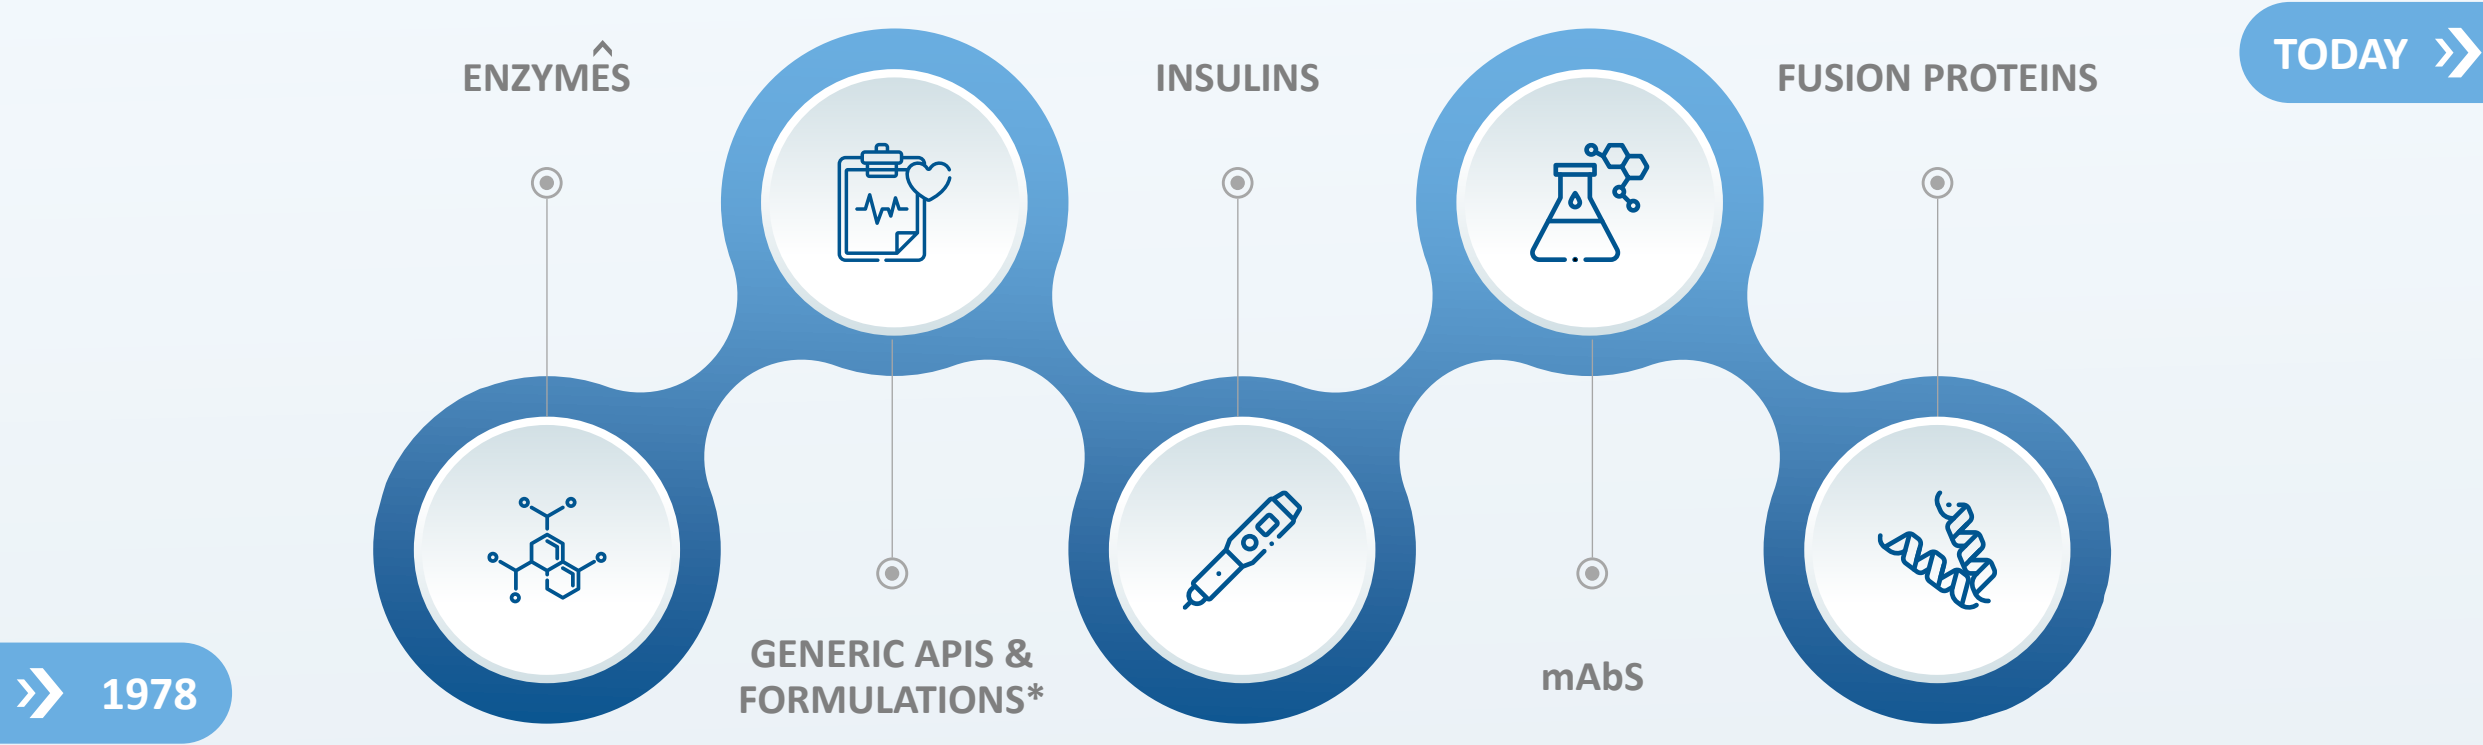 ENZYMES^
INSULINS
FUSION PROTEINS
TODAY
GENERIC APIS &
FORMULATIONS*
mAbS
1978